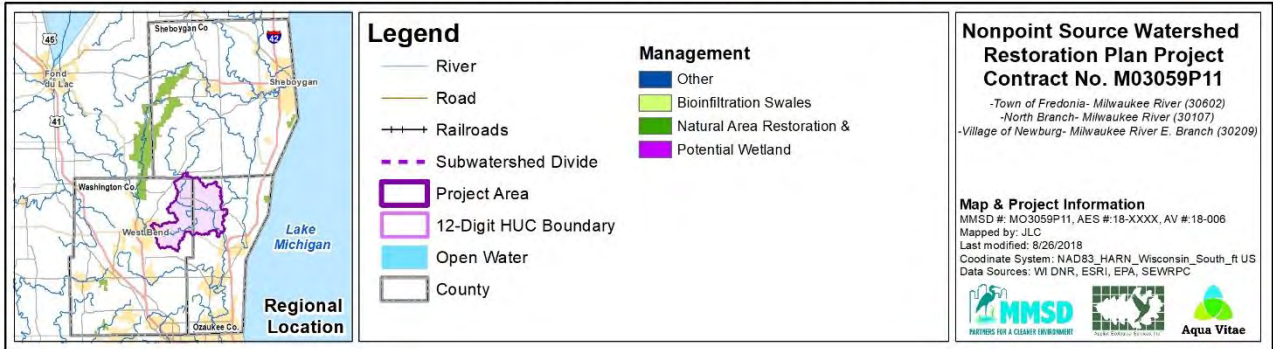 Sheboygan Co
45
42
Fond
du Lac
Sheboygan
41
Washington Co.
West Bend
Lake
Michigan
Ozaukee Co.
Regional
Location
Legend
River
Road
Railroads
Subwatershed Divide
Project Area
12-Digit HUC Boundary
Open Water
County
Management
Other
Bioinfiltration Swales
Natural Area Restoration &
Potential Wetland
Nonpoint Source Watershed
Restoration Plan Project
Contract No. M03059P11
-Town of Fredonia- Milwaukee River (30602)
-North Branch- Milwaukee River (30107)
-Village of Newburg- Milwaukee River E. Branch (30209)
Map & Project Information
MMSD #: MO3059P11, AES #:18-XXXX, AV #:18-006
Mapped by: JLC
Last modified: 8/26/2018
Coodinate System: NAD83_HARN_Wisconsin_South_ft US
Data Sources: WI DNR, ESRI, EPA, SEWRPC
MMSD
PARTNERS FOR A CLEANER ENVIRONMENT
Applied Ecological Services, Inc.
Aqua Vitae